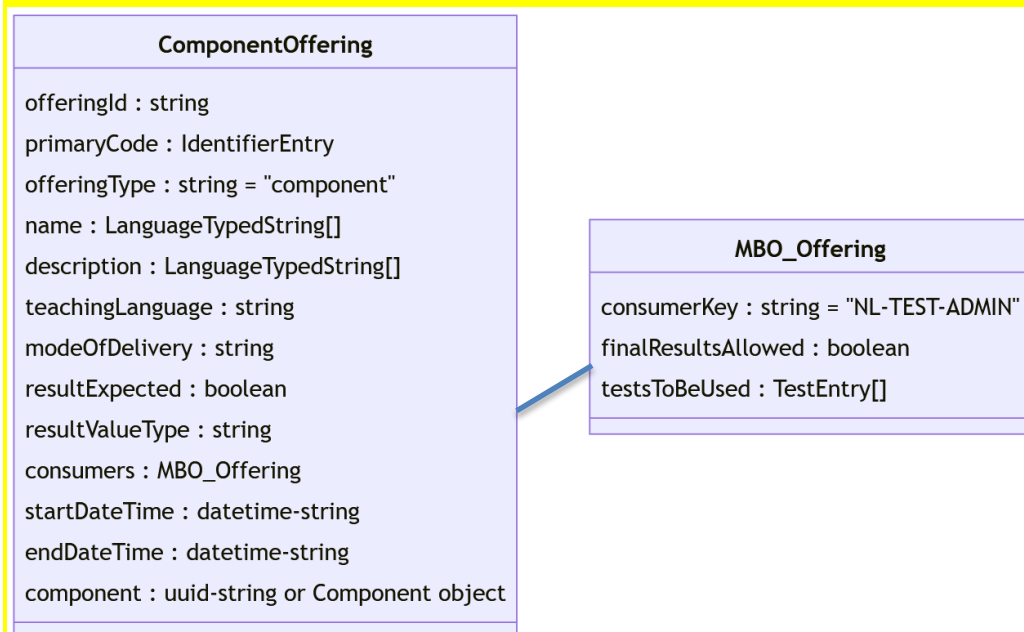 ComponentOffering
offeringId : string
primaryCode : IdentifierEntry
offeringType : string = "component"
name : LanguageTypedString[]
description : LanguageTypedString[]
teachingLanguage : string
modeOfDelivery : string
resultExpected : boolean
resultValueType : string
consumers : MBO_Offering
startDateTime : datetime-string
endDateTime : datetime-string
component : uuid-string or Component object
MBO_Offering
consumerKey : string = "NL-TEST-ADMIN"
finalResultsAllowed : boolean
testsToBeUsed : TestEntry[]